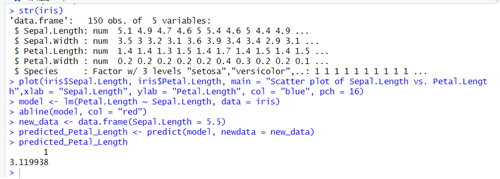 > str(iris)
'data.frame':   150 obs. of  5 variables:
 $ Sepal.Length: num  5.1 4.9 4.7 4.6 5 5.4 4.6 5 4.4 4.9 ...
 $ Sepal.Width : num  3.5 3 3.2 3.1 3.6 3.9 3.4 3.4 2.9 3.1 ...
 $ Petal.Length: num  1.4 1.4 1.3 1.5 1.4 1.7 1.4 1.5 1.4 1.5 ...
 $ Petal.Width : num  0.2 0.2 0.2 0.2 0.2 0.4 0.3 0.2 0.2 0.1 ...
 $ Species     : Factor w/ 3 levels "setosa","versicolor",..: 1 1 1 1 1 1 1 1 1 1 ...
> plot(iris$Sepal.Length, iris$Petal.Length, main = "Scatter plot of Sepal.Length vs. Petal.Leng
th",xlab = "Sepal.Length", ylab = "Petal.Length", col = "blue", pch = 16)
> model <- lm(Petal.Length ~ Sepal.Length, data = iris)
> abline(model, col = "red")
> new_data <- data.frame(Sepal.Length = 5.5)
> predicted_Petal_Length <- predict(model, newdata = new_data)
> predicted_Petal_Length
       1
3.119938
>